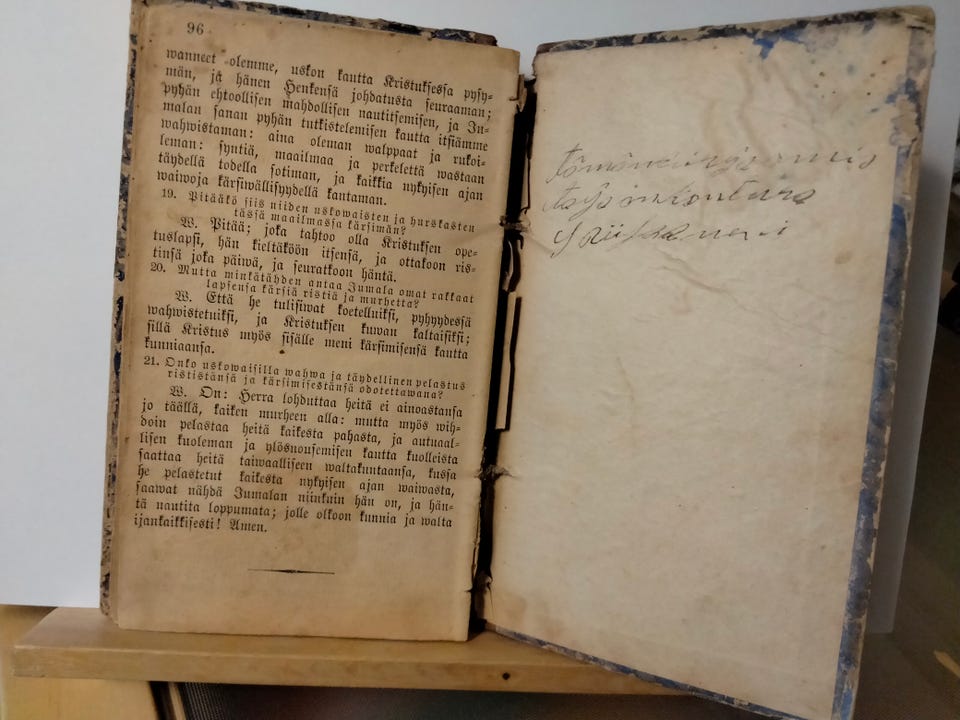 96
wanneet olemme, uskon kautta Kristuksessa pysy-
män, ja hänen Henkensä johdatusta seuraaman;
pyhän ehtoollisen mahdollisen nautitsemisen, ja Ju-
malan sanan pyhän tutkistelemisen kautta itsiämme
wahwistaman: aina oleman walppaat ja rukoi-
leman: syntiä, maailmaa ja perkelettä wastaan
täydellä todella sotiman, ja kaikkia nykyisen ajan
waiwoja kärsiwällisyydellä kantaman.
19. Pitääkö siis niiden uskowaisten ja hurskasten
tässä maailmassa kärsimän?
W. Pitää; joka tahtoo olla Kristuksen ope-
tuslapsi, hän kieltäköön itsensä, ja ottakoon ris-
tinsä joka päiwä, ja seuratkoon häntä.
20. Mutta minkätähden antaa Jumala omat rakkaat
lapsensa kärsiä ristiä ja murhetta?
W. Että he tulisiwat koetelluiksi, pyhyydessä
wahwistetuiksi, ja Kristuksen kuwan kaltaisiksi;
sillä Kristus myös sisälle meni kärsimisensä kautta
kunniaansa.
21. Onko uskowaisilla wahwa ja täydellinen pelastus
rististänsä ja kärsimisestänsä odotettawana?
W. On: Herra lohduttaa heitä ei ainoastansa
jo täällä, kaiken murheen alla: mutta myös wih-
doin pelastaa heitä kaikesta pahasta, ja autuaal-
lisen kuoleman ja ylösnousemisen kautta kuolleista
saattaa heitä taiwaalliseen waltakuntaansa, kussa
he pelastetut kaikesta nykyisen ajan waiwasta,
saawat nähdä Jumalan niinkuin hän on, ja hän-
tä nautita loppumata; jolle olkoon kunnia ja walta
ijankaikkisesti! Amen.